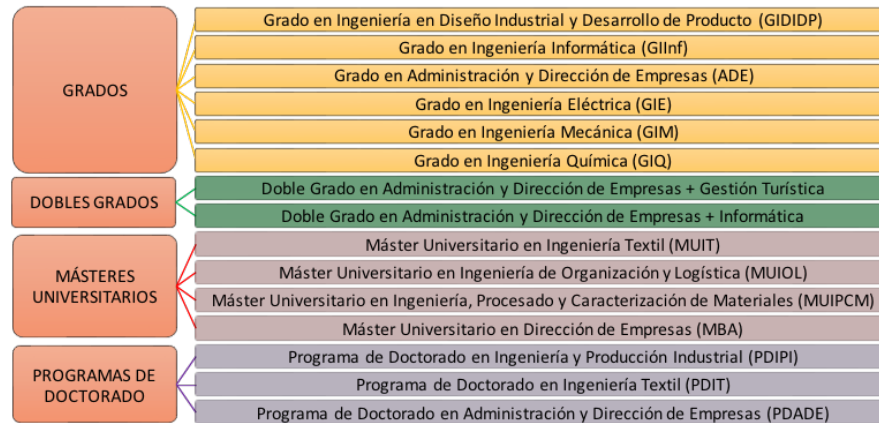 GRADOS
Grado en Ingeniería en Diseño Industrial y Desarrollo de Producto (GIDIDP)
Grado en Ingeniería Informática (GIInf)
Grado en Administración y Dirección de Empresas (ADE)
Grado en Ingeniería Eléctrica (GIE)
Grado en Ingeniería Mecánica (GIM)
Grado en Ingeniería Química (GIQ)
DOBLES GRADOS
Doble Grado en Administración y Dirección de Empresas + Gestión Turística
Doble Grado en Administración y Dirección de Empresas + Informática
MÁSTERES
UNIVERSITARIOS
Máster Universitario en Ingeniería Textil (MUIT)
Máster Universitario en Ingeniería de Organización y Logística (MUIOL)
Máster Universitario en Ingeniería, Procesado y Caracterización de Materiales (MUIPCM)
Máster Universitario en Dirección de Empresas (MBA)
PROGRAMAS DE
DOCTORADO
Programa de Doctorado en Ingeniería y Producción Industrial (PDIPI)
Programa de Doctorado en Ingeniería Textil (PDIT)
Programa de Doctorado en Administración y Dirección de Empresas (PDADE)